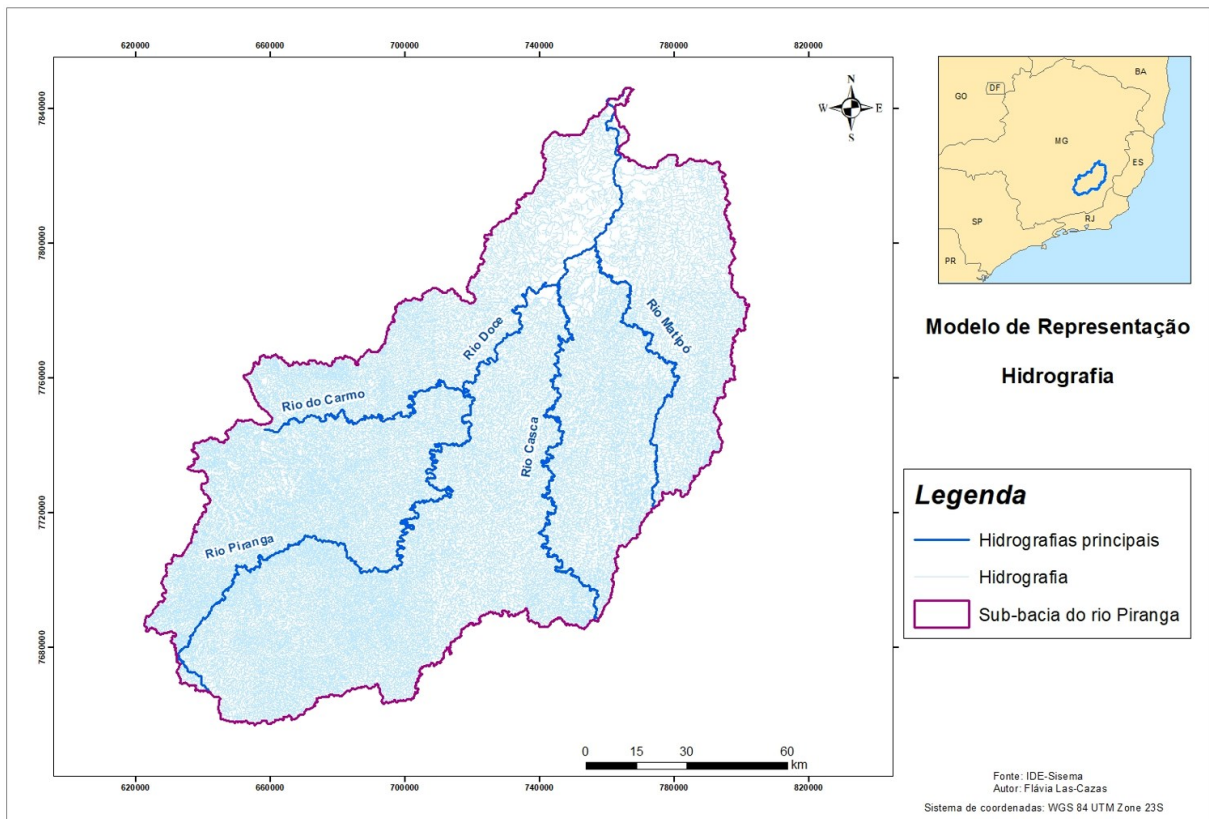 620000 660000 700000 740000 780000 820000
7840000
7800000
7760000
7720000
7680000
N
W E
S
Rio Doce
Rio Matipó
Rio do Carmo
Rio Casca
Rio Piranga
0 15 30 60
km
620000 660000 700000 740000 780000 820000
BA
GO
DF
MG
ES
SP
RJ
PR
Modelo de Representação
Hidrografia
Legenda
Hidrografias principais
Hidrografia
Sub-bacia do rio Piranga
Fonte: IDE-Sisema
Autor: Flávia Las-Cazas
Sistema de coordenadas: WGS 84 UTM Zone 23S